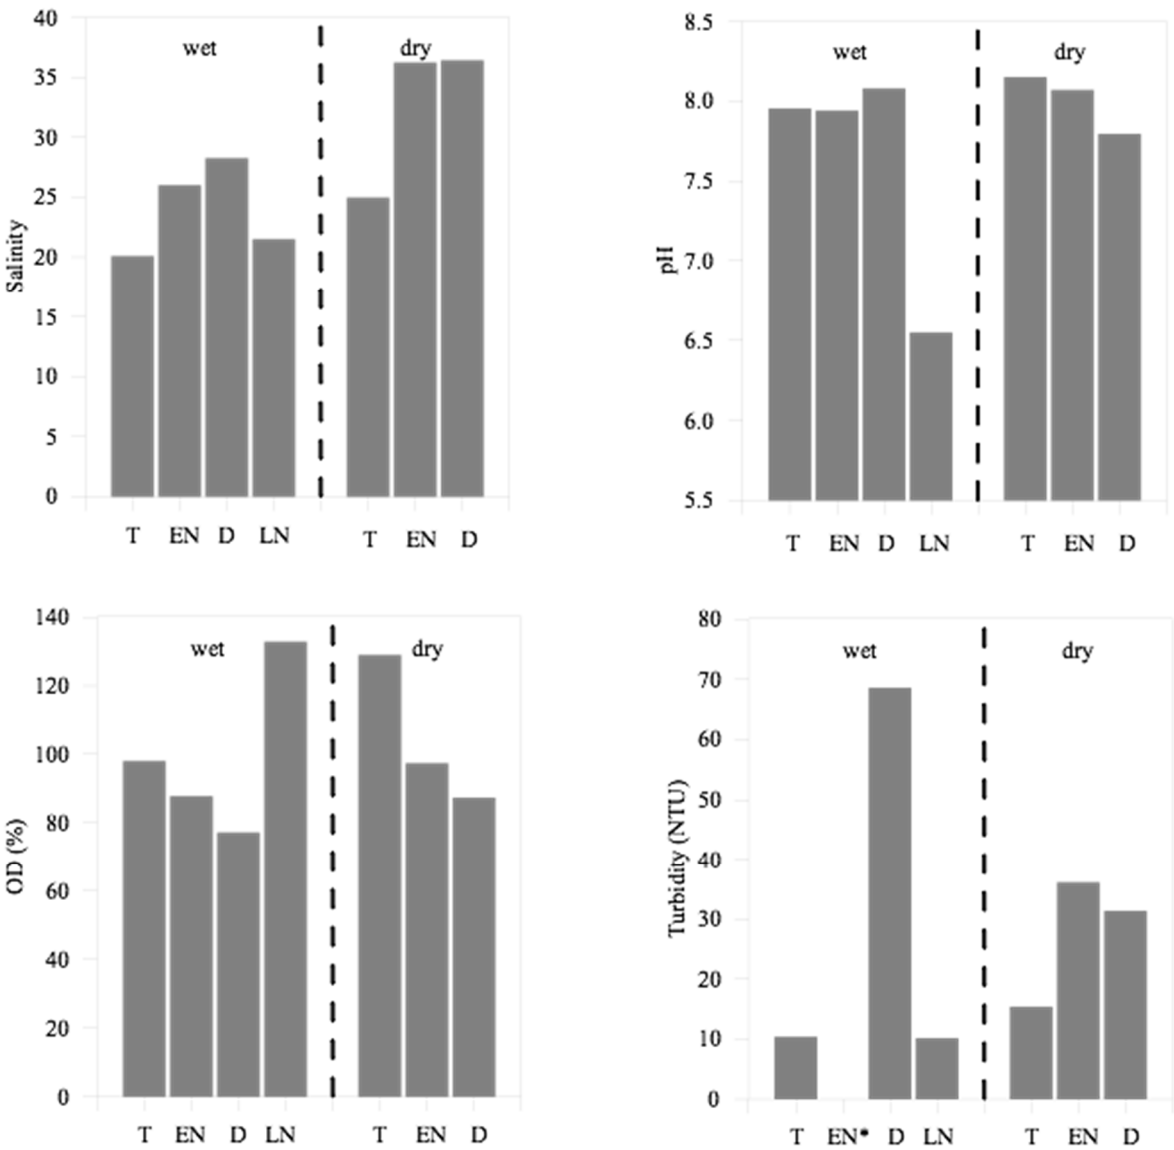 40
35
30
25
20
15
10
5
0
Salinity
wet
dry
T EN D LN T EN D
8.5
8.0
7.5
7.0
6.5
6.0
5.5
pH
wet
dry
T EN D LN T EN D
140
120
100
80
60
40
20
0
OD (%)
wet
dry
T EN D LN T EN D
80
70
60
50
40
30
20
10
0
Turbidity (NTU)
wet
dry
T EN* D LN T EN D